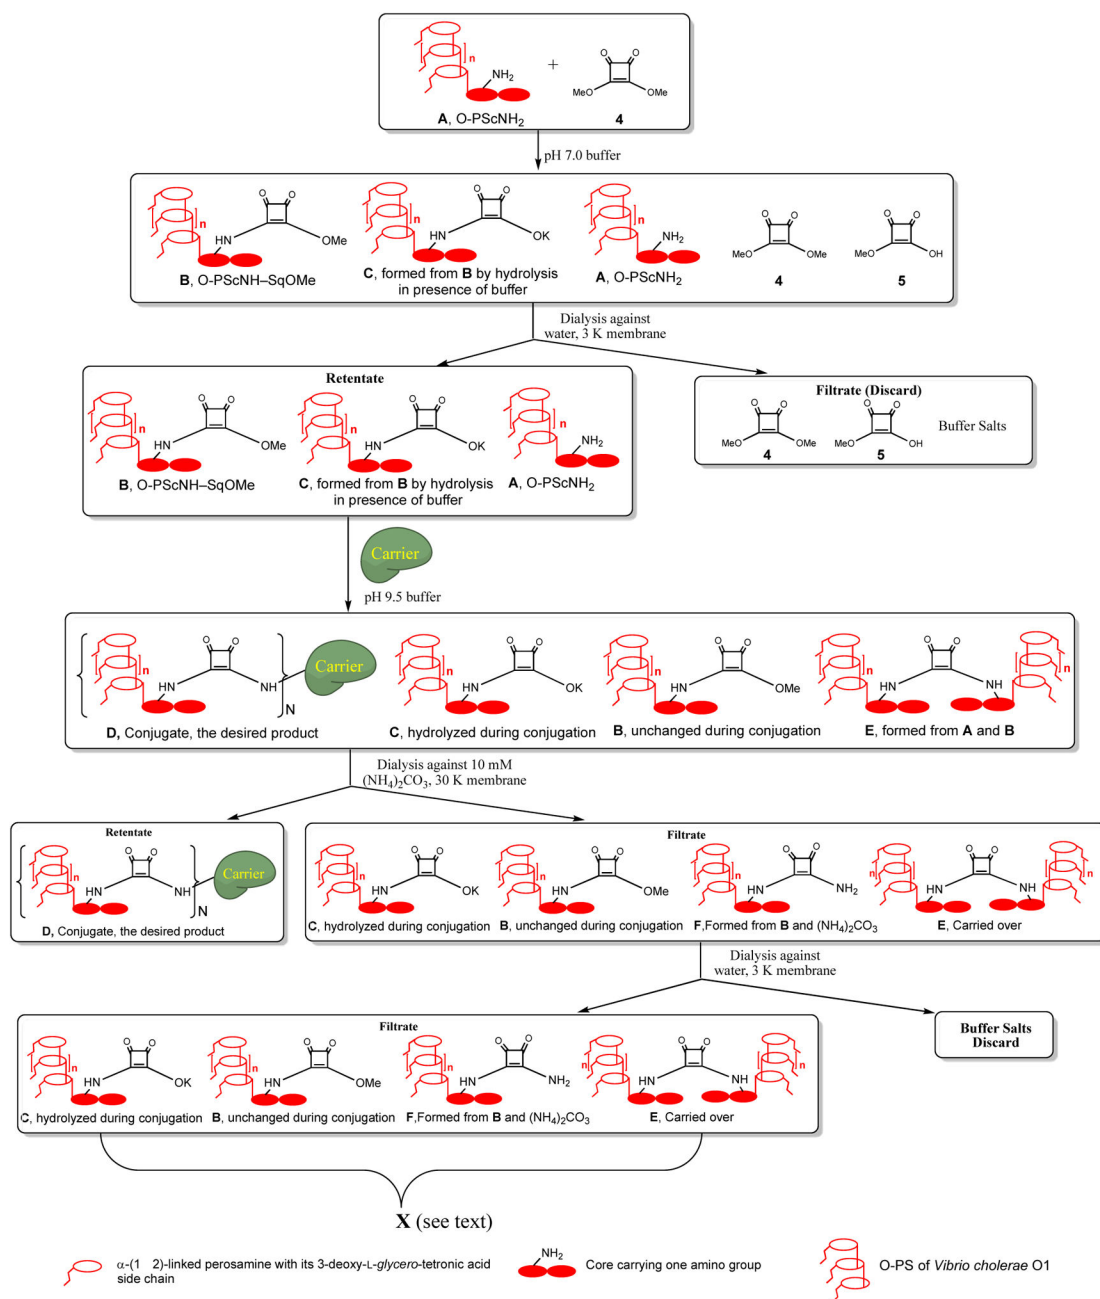 n
NH2
+
O O
MeO OMe
A, O-PScNH2
4
pH 7.0 buffer
n
O O
HN
OMe
B, O-PScNH–SqOMe
n
O O
HN
OK
C, formed from B by hydrolysis
in presence of buffer
n
NH2
A, O-PScNH2
O O
MeO OMe
4
O O
MeO OH
5
Dialysis against
water, 3 K membrane
Retentate
n
O O
HN
OMe
B, O-PScNH–SqOMe
n
O O
HN
OK
C, formed from B by hydrolysis
in presence of buffer
n
NH2
A, O-PScNH2
Filtrate (Discard)
O O
MeO OMe
4
O O
MeO OH
5
Buffer Salts
Carrier
pH 9.5 buffer
n
O O
HN NH
N
Carrier
D, Conjugate, the desired product
n
O O
HN
OK
C, hydrolyzed during conjugation
n
O O
HN
OMe
B, unchanged during conjugation
n
O O
HN NH
n
E, formed from A and B
Dialysis against 10 mM
(NH4)2CO3, 30 K membrane
Retentate
n
O O
HN NH
N
Carrier
D, Conjugate, the desired product
Filtrate
n
O O
HN
OK
C, hydrolyzed during conjugation
n
O O
HN
OMe
B, unchanged during conjugation
n
O O
HN
NH2
F,Formed from B and (NH4)2CO3
n
O O
HN NH
n
E, Carried over
Dialysis against
water, 3 K membrane
Filtrate
n
O O
HN
OK
C, hydrolyzed during conjugation
n
O O
HN
OMe
B, unchanged during conjugation
n
O O
HN
NH2
F,Formed from B and (NH4)2CO3
n
O O
HN NH
n
E, Carried over
Buffer Salts
Discard
X (see text)
α-(1 2)-linked perosamine with its 3-deoxy-L-glycero-tetronic acid
side chain
NH2
Core carrying one amino group
O-PS of Vibrio cholerae O1